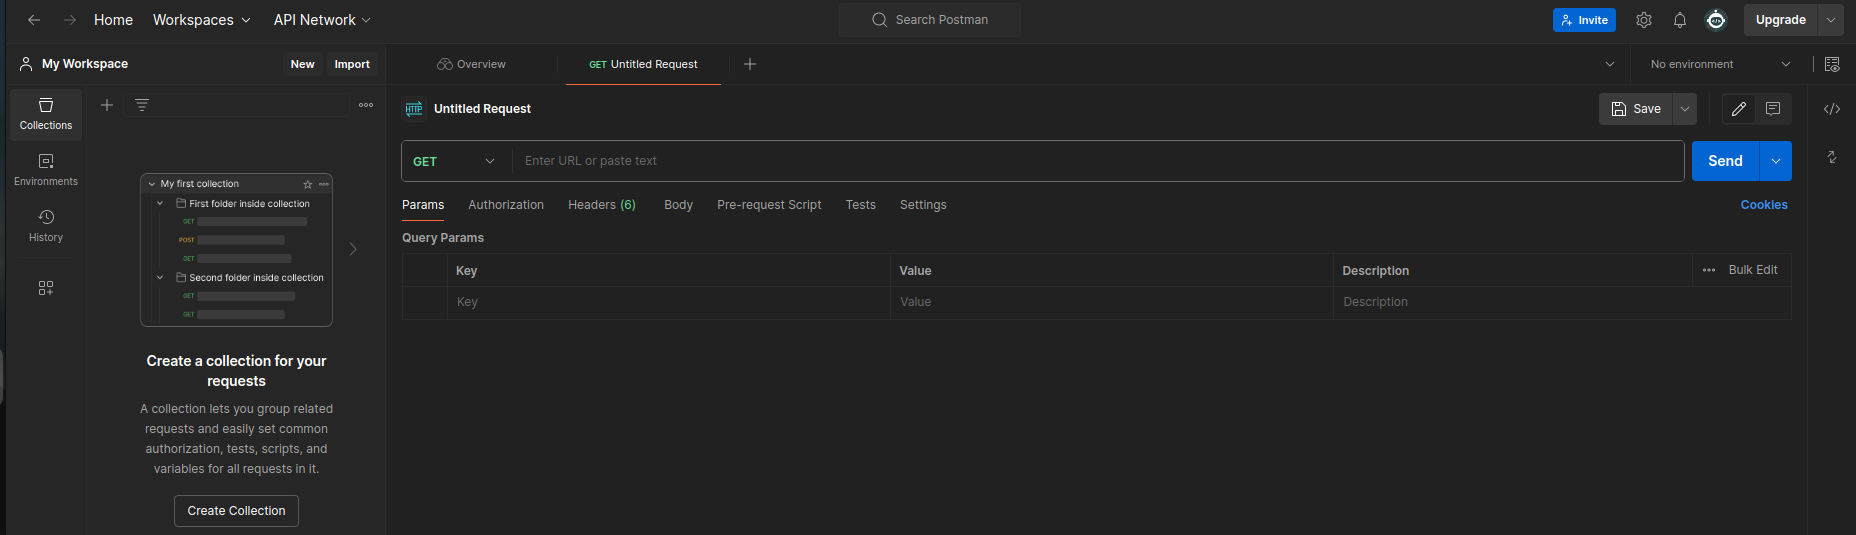 Home Workspaces API Network Search Postman Invite Upgrade
My Workspace New Import Overview GET Untitled Request No environment
Collections
Environments
History
My first collection
First folder inside collection
GET
POST
GET
Second folder inside collection
GET
GET
Create a collection for your
requests
A collection lets you group related
requests and easily set common
authorization, tests, scripts, and
variables for all requests in it.
Create Collection
HTTP Untitled Request Save
GET Enter URL or paste text Send
Params Authorization Headers (6) Body Pre-request Script Tests Settings Cookies
Query Params
Key Value Description Bulk Edit
Key Value Description